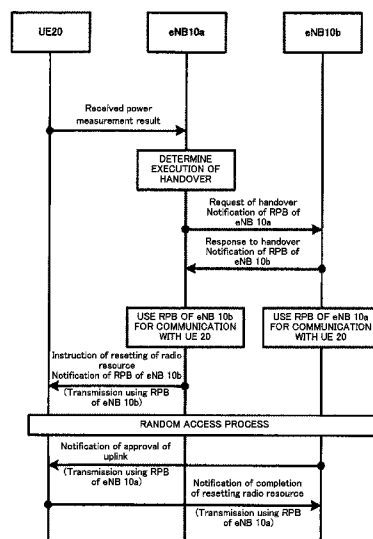 UE20
eNB10a
eNB10b
Received power
measurement result
DETERMINE
EXECUTION OF
HANDOVER
Request of handover
Notification of RPB of
eNB 10a
Response to handover
Notification of RPB of
eNB 10b
USE RPB OF eNB 10b
FOR COMMUNICATION
WITH UE 20
USE RPB OF eNB 10a
FOR COMMUNICATION
WITH UE 20
Instruction of resetting of radio
resource
Notification of RPB of eNB 10b
(Transmission using RPB
of eNB 10b)
RANDOM ACCESS PROCESS
Notification of approval of
uplink
(Transmission using RPB
of eNB 10a)
Notification of completion
of resetting radio resource
(Transmission using RPB
of eNB 10a)